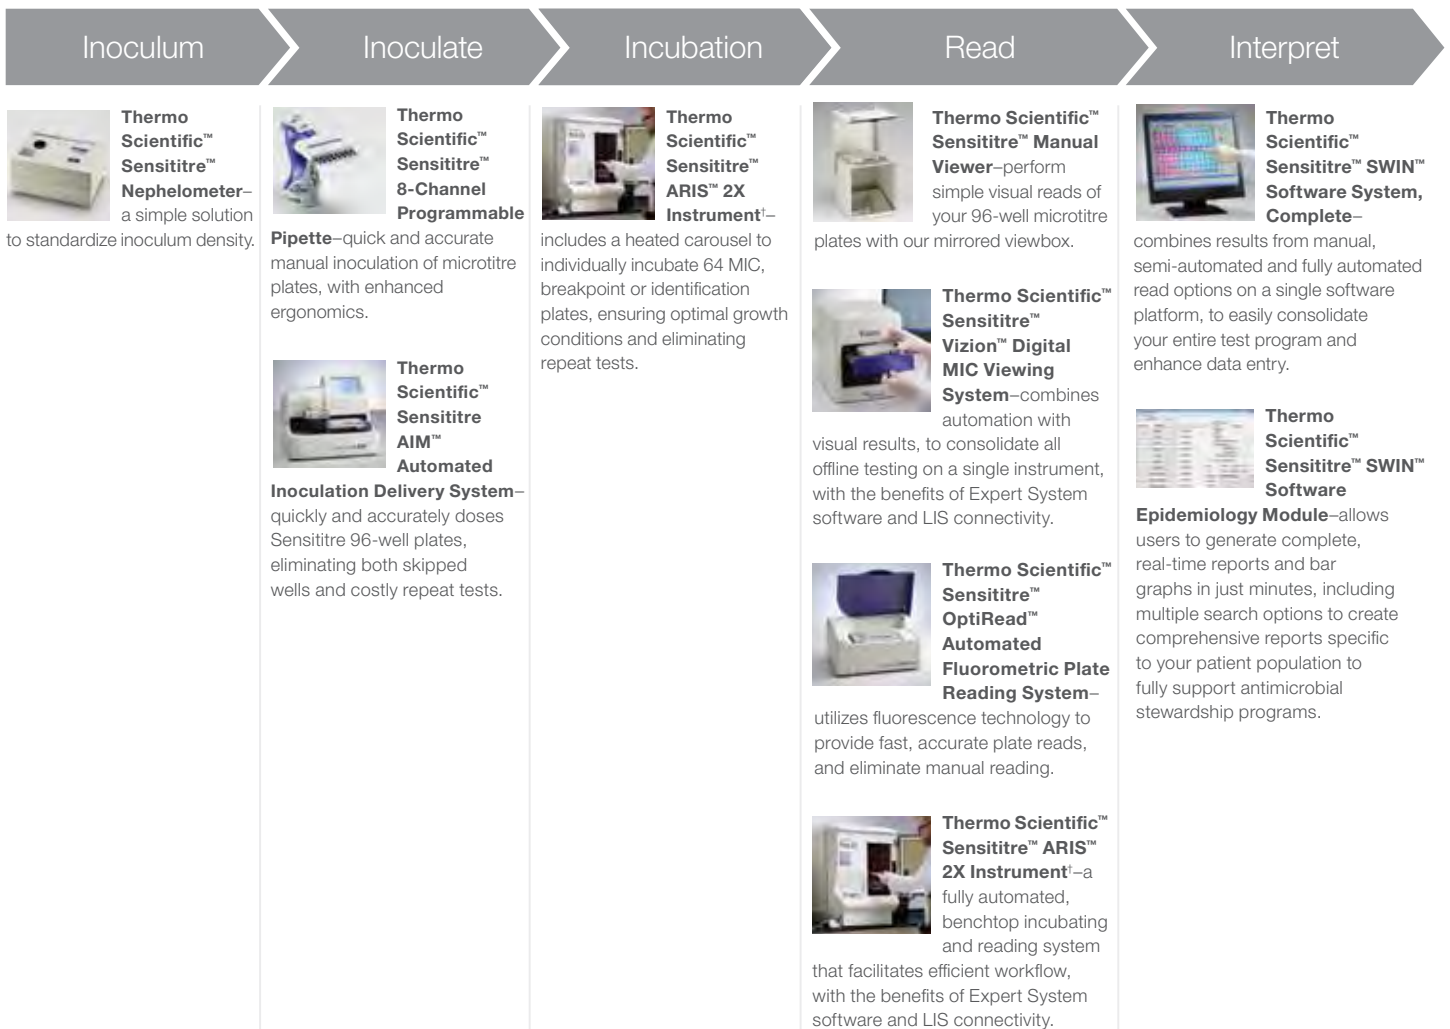 Inoculum
Inoculate
Incubation
Read
Interpret
Thermo
Scientific™
Sensititre™
Nephelometer–
a simple solution
to standardize inoculum density.
Thermo
Scientific™
Sensititre™
8-Channel
Programmable
Pipette–quick and accurate
manual inoculation of microtitre
plates, with enhanced
ergonomics.
Thermo
Scientific™
Sensititre
AIM™
Automated
Inoculation Delivery System–
quickly and accurately doses
Sensititre 96-well plates,
eliminating both skipped
wells and costly repeat tests.
Thermo
Scientific™
Sensititre™
ARIS™ 2X
Instrument†–
includes a heated carousel to
individually incubate 64 MIC,
breakpoint or identification
plates, ensuring optimal growth
conditions and eliminating
repeat tests.
Thermo Scientific™
Sensititre™ Manual
Viewer–perform
simple visual reads of
your 96-well microtitre
plates with our mirrored viewbox.
Thermo Scientific™
Sensititre™
Vizion™ Digital
MIC Viewing
System–combines
automation with
visual results, to consolidate all
offline testing on a single instrument,
with the benefits of Expert System
software and LIS connectivity.
Thermo Scientific™
Sensititre™
OptiRead™
Automated
Fluorometric Plate
Reading System–
utilizes fluorescence technology to
provide fast, accurate plate reads,
and eliminate manual reading.
Thermo Scientific™
Sensititre™ ARIS™
2X Instrument†–a
fully automated,
benchtop incubating
and reading system
that facilitates efficient workflow,
with the benefits of Expert System
software and LIS connectivity.
Thermo
Scientific™
Sensititre™ SWIN™
Software System,
Complete–
combines results from manual,
semi-automated and fully automated
read options on a single software
platform, to easily consolidate
your entire test program and
enhance data entry.
Thermo
Scientific™
Sensititre™ SWIN™
Software
Epidemiology Module–allows
users to generate complete,
real-time reports and bar
graphs in just minutes, including
multiple search options to create
comprehensive reports specific
to your patient population to
fully support antimicrobial
stewardship programs.